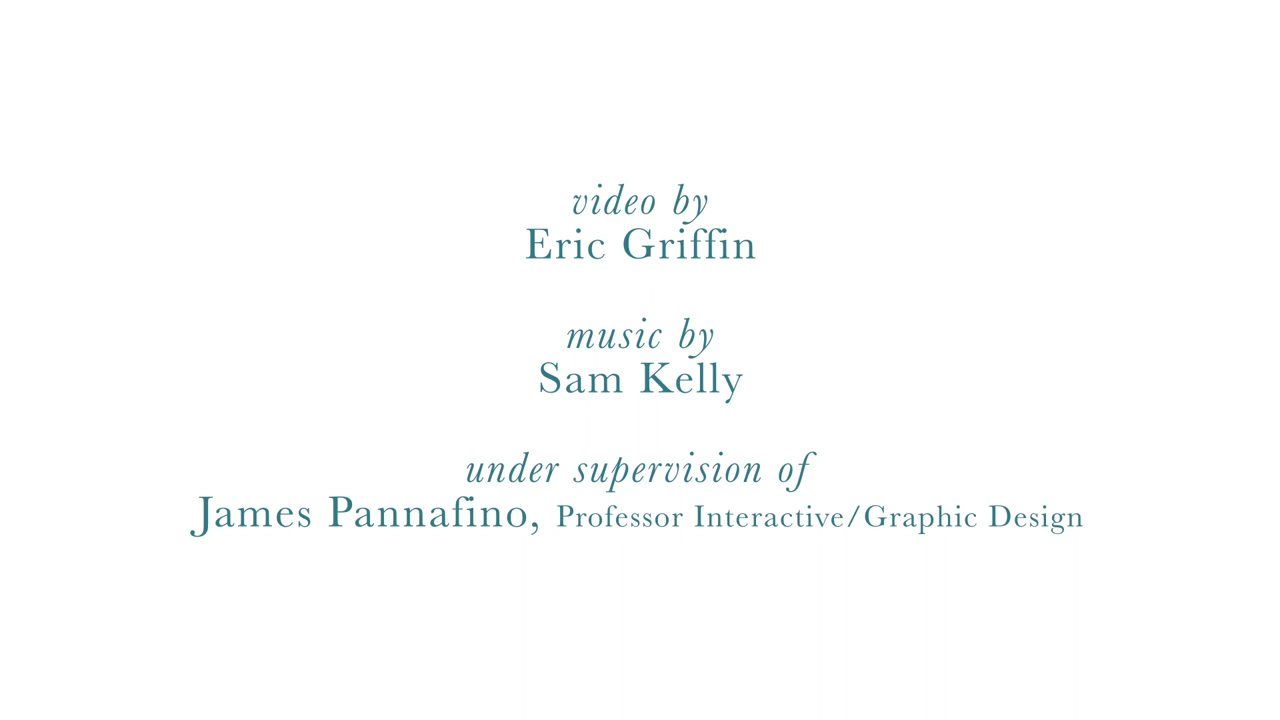 video by
Eric Griffin
music by
Sam Kelly
under supervision of
James Pannafino, Professor Interactive/Graphic Design